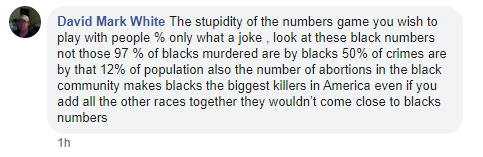 David Mark White The stupidity of the numbers game you wish to
play with people % only what a joke , look at these black numbers
not those 97 % of blacks murdered are by blacks 50% of crimes are
by that 12% of population also the number of abortions in the black
community makes blacks the biggest killers in America even if you
add all the other races together they wouldn't come close to blacks
numbers
1h